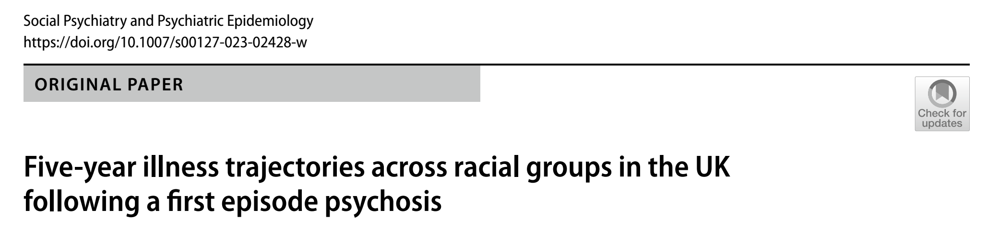 Social Psychiatry and Psychiatric Epidemiology
https://doi.org/10.1007/s00127-023-02428-w
ORIGINAL PAPER
Check for
updates
Five-year illness trajectories across racial groups in the UK
following a first episode psychosis